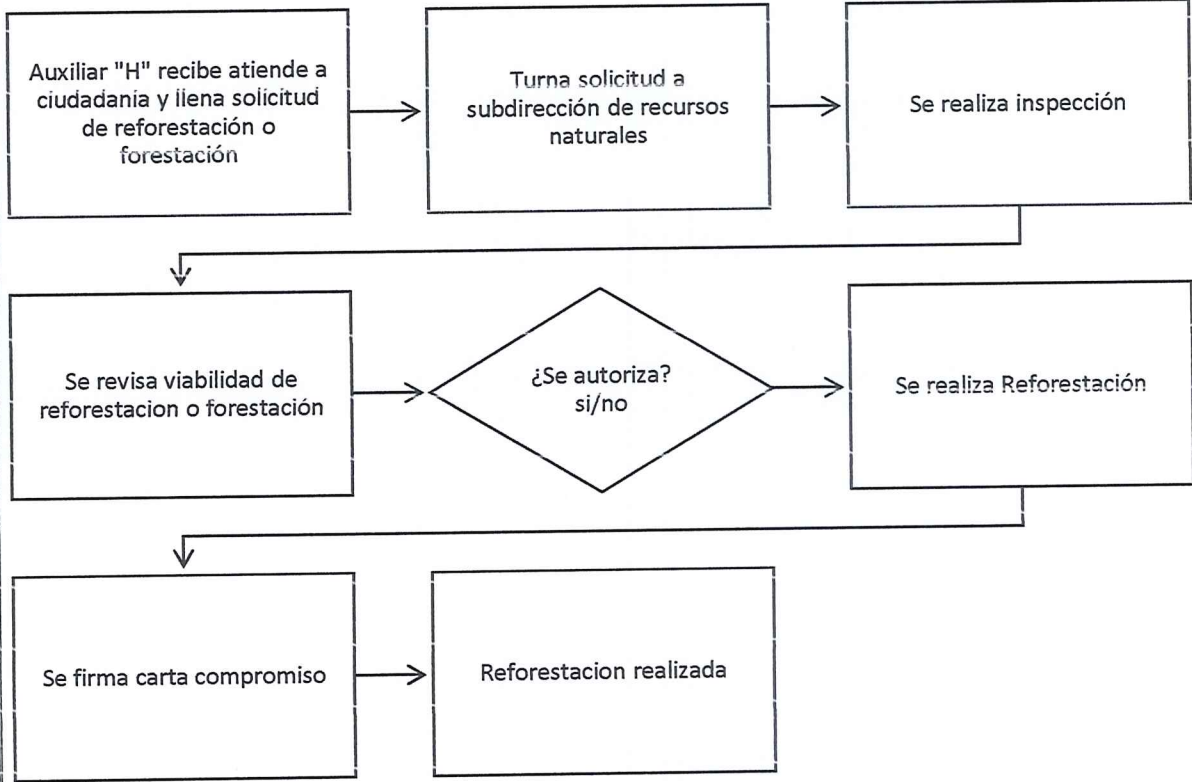 Auxiliar "H" recibe atiende a
ciudadanía y llena solicitud
de reforestación o
forestación
Turna solicitud a
subdirección de recursos
naturales
Se realiza inspección
Se revisa viabilidad de
reforestacion o forestación
¿Se autoriza?
si/no
Se realiza Reforestación
Se firma carta compromiso
Reforestacion realizada